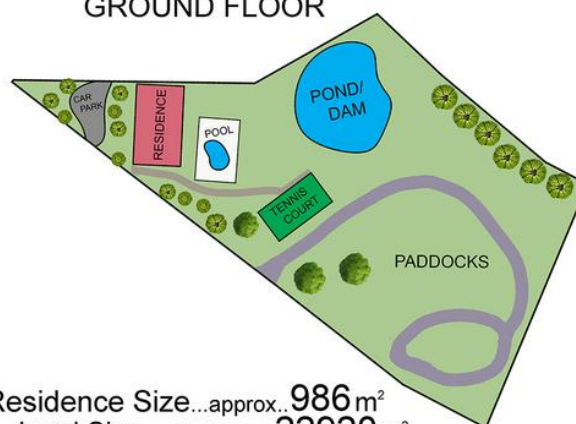 GROUND FLOOR
CAR
PARK
RESIDENCE
POOL
POND/
DAM
TENNIS
COURT
PADDOCKS
Residence Size...approx..986m²